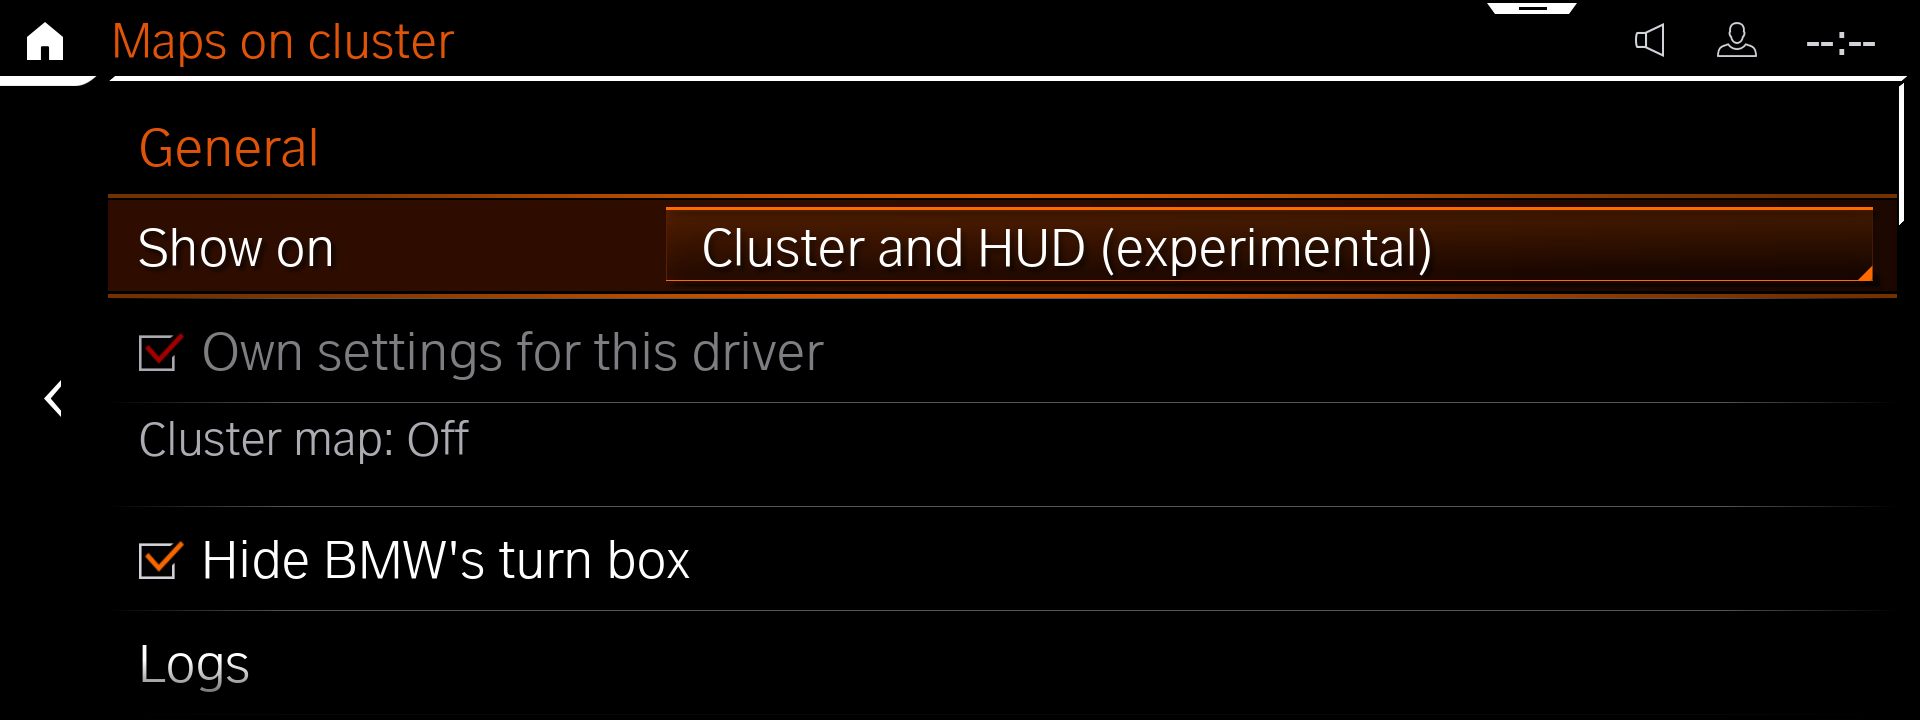 Maps on cluster
--:--
General
Show on
Cluster and HUD (experimental)
Own settings for this driver
Cluster map: Off
Hide BMW's turn box
Logs